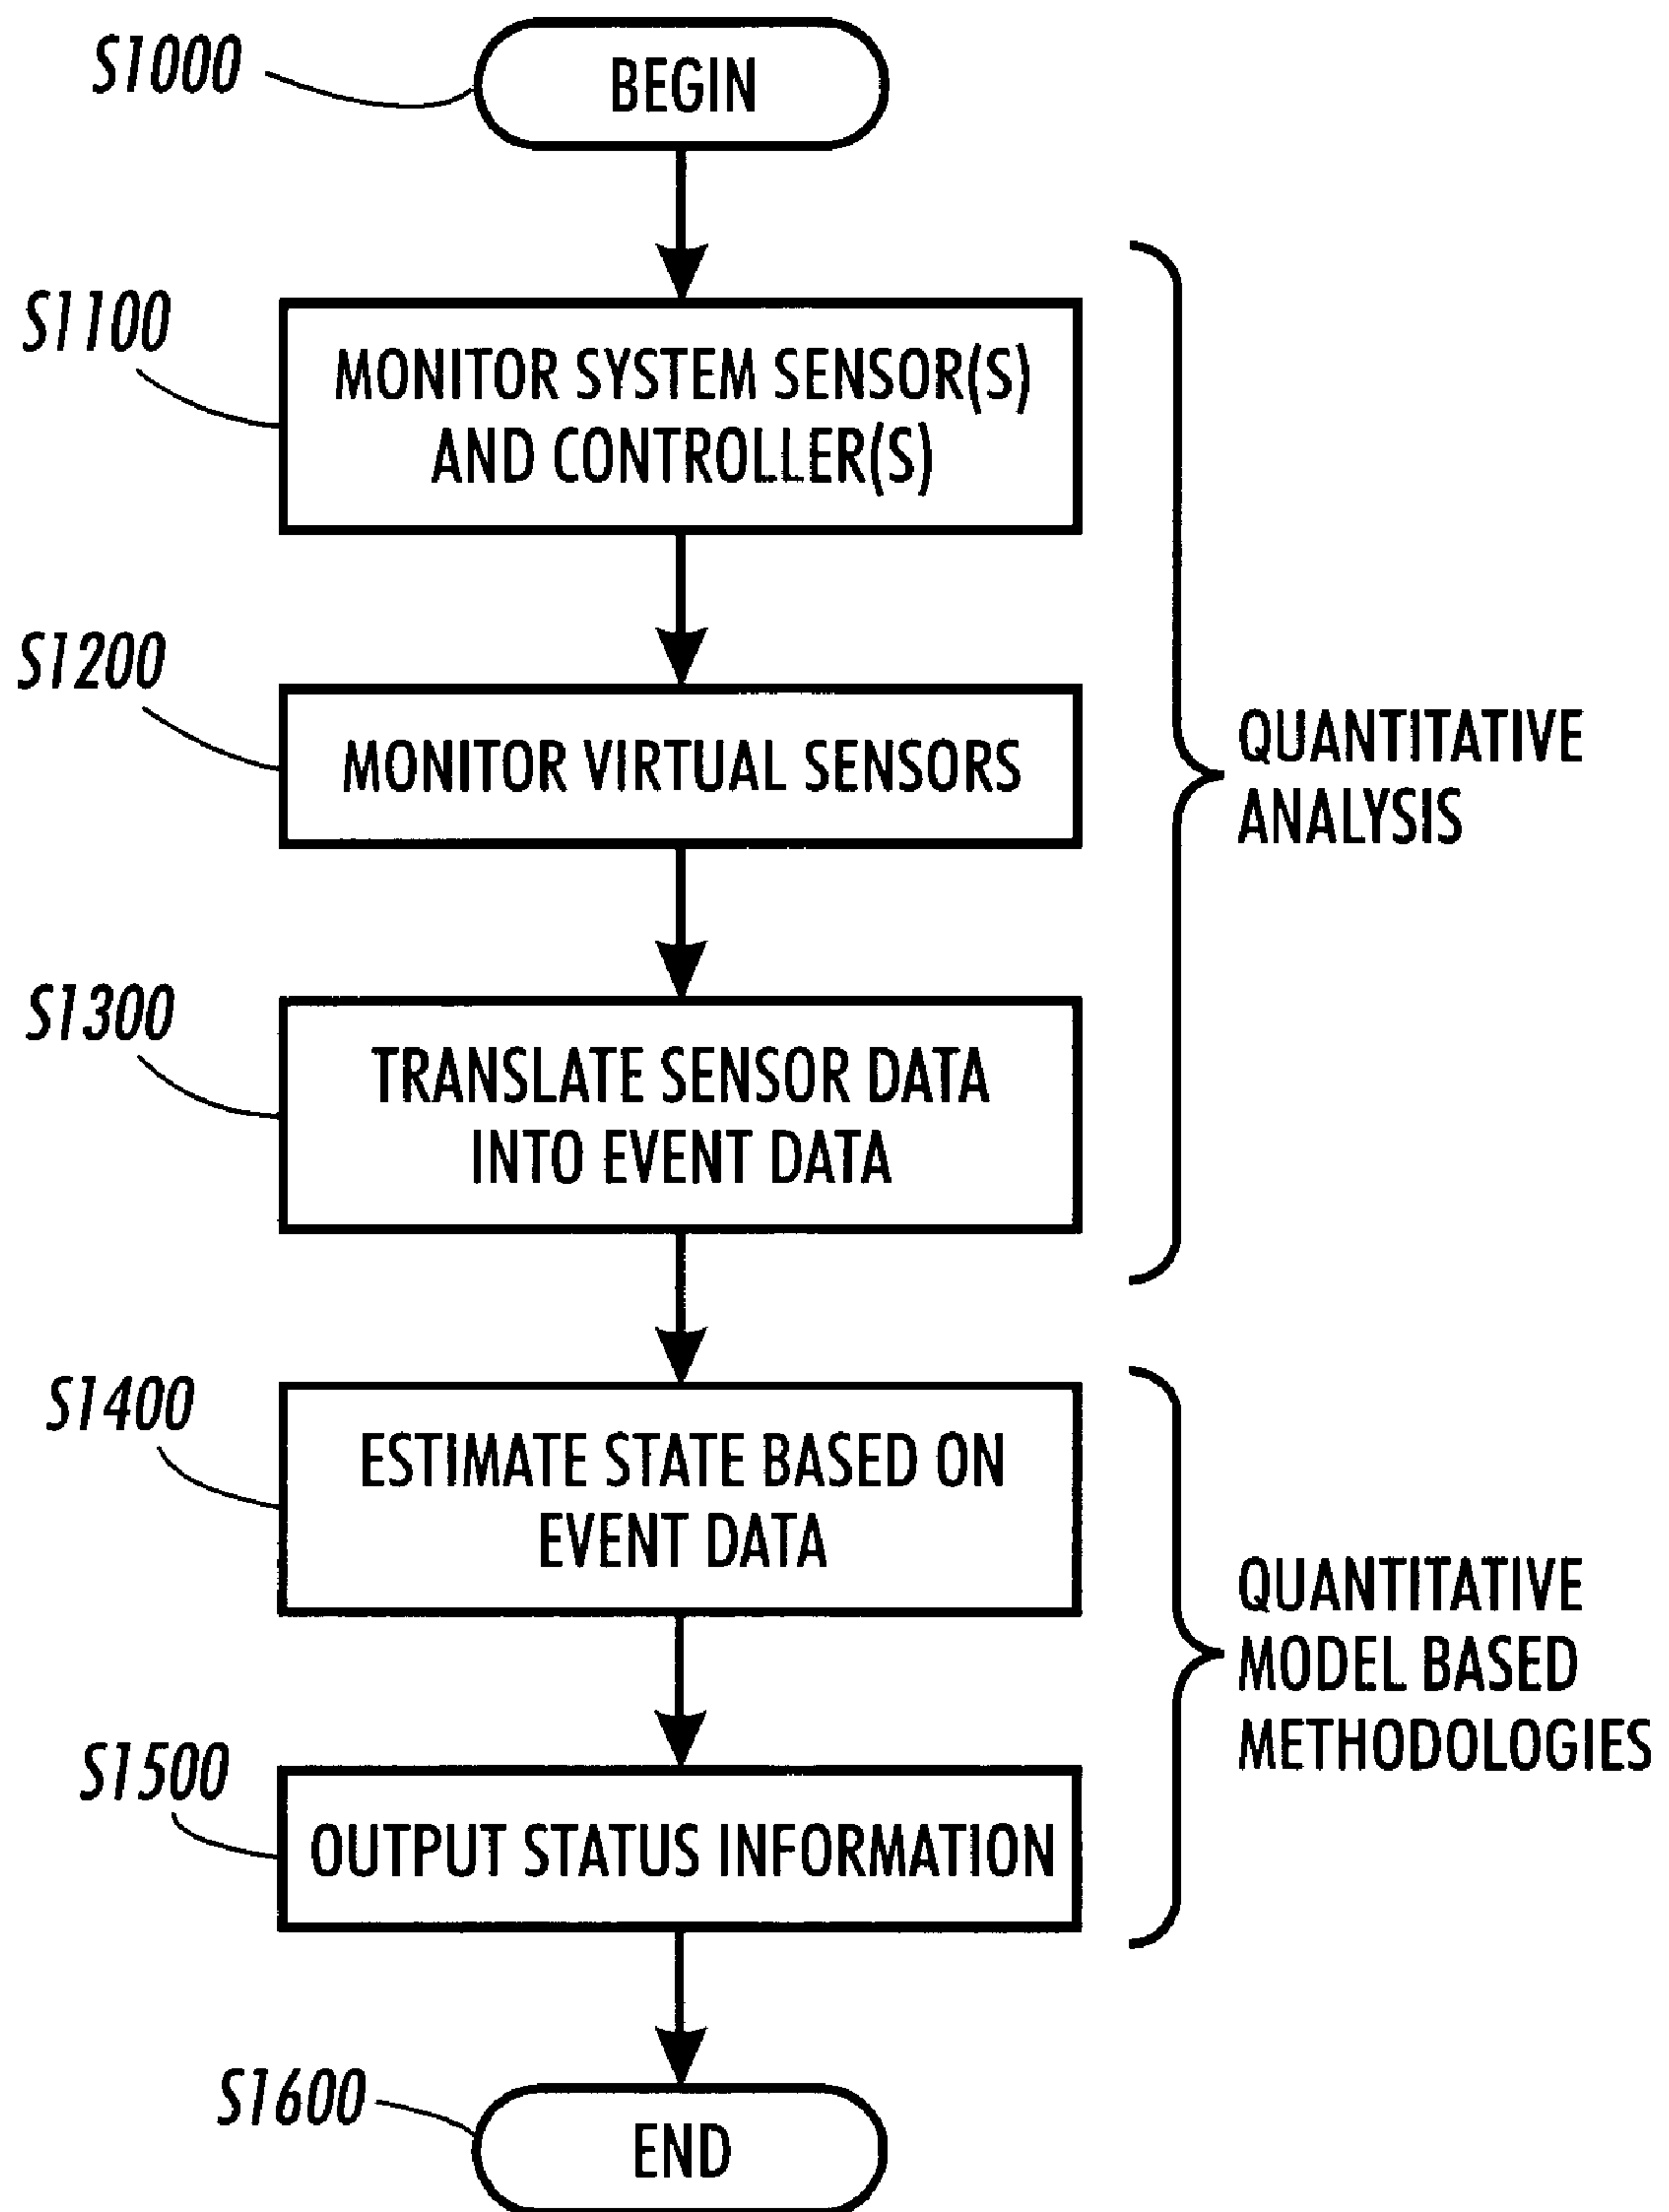 S1000
BEGIN
S1100
MONITOR SYSTEM SENSOR(S)
AND CONTROLLER(S)
S1200
MONITOR VIRTUAL SENSORS
QUANTITATIVE
ANALYSIS
S1300
TRANSLATE SENSOR DATA
INTO EVENT DATA
S1400
ESTIMATE STATE BASED ON
EVENT DATA
QUANTITATIVE
MODEL BASED
METHODOLOGIES
S1500
OUTPUT STATUS INFORMATION
S1600
END